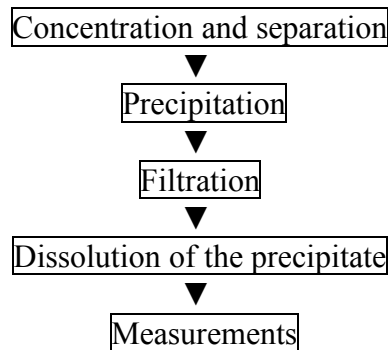 Concentration and separation
Precipitation
Filtration
Dissolution of the precipitate
Measurements